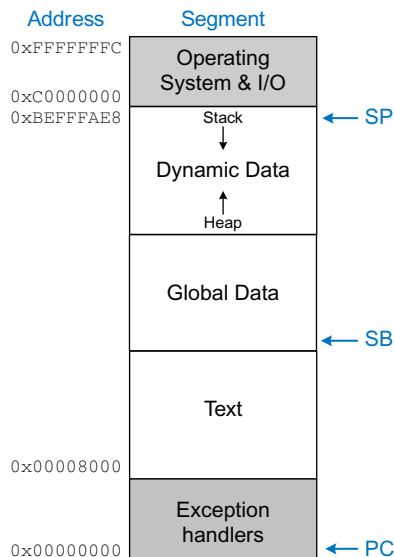 Address Segment
0xFFFFFFFC
Operating
System & I/O
0xC0000000
0xBEFFFAE8 Stack SP
Dynamic Data
Heap
Global Data
SB
Text
0x00008000
Exception
handlers
0x00000000 PC